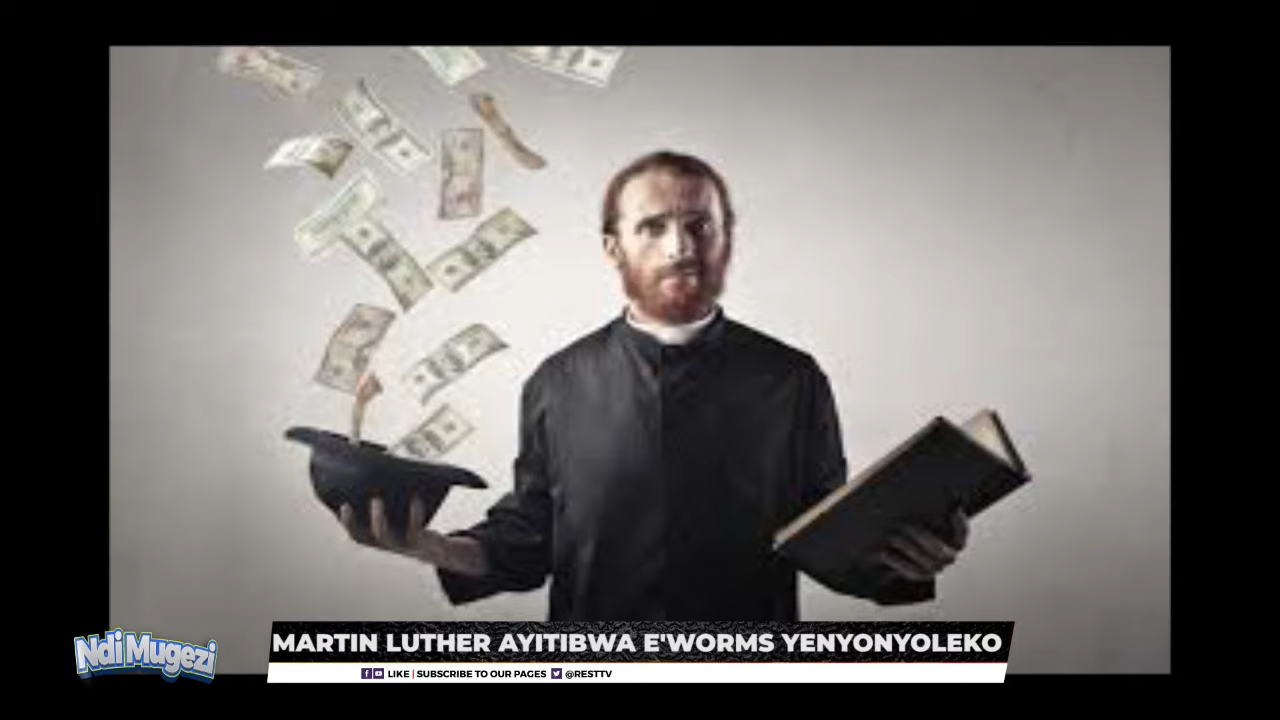 Ndi Mugezi
MARTIN LUTHER AYITIBWA E'WORMS YENYONYOLEKO
LIKE | SUBSCRIBE TO OUR PAGES @RESTTV